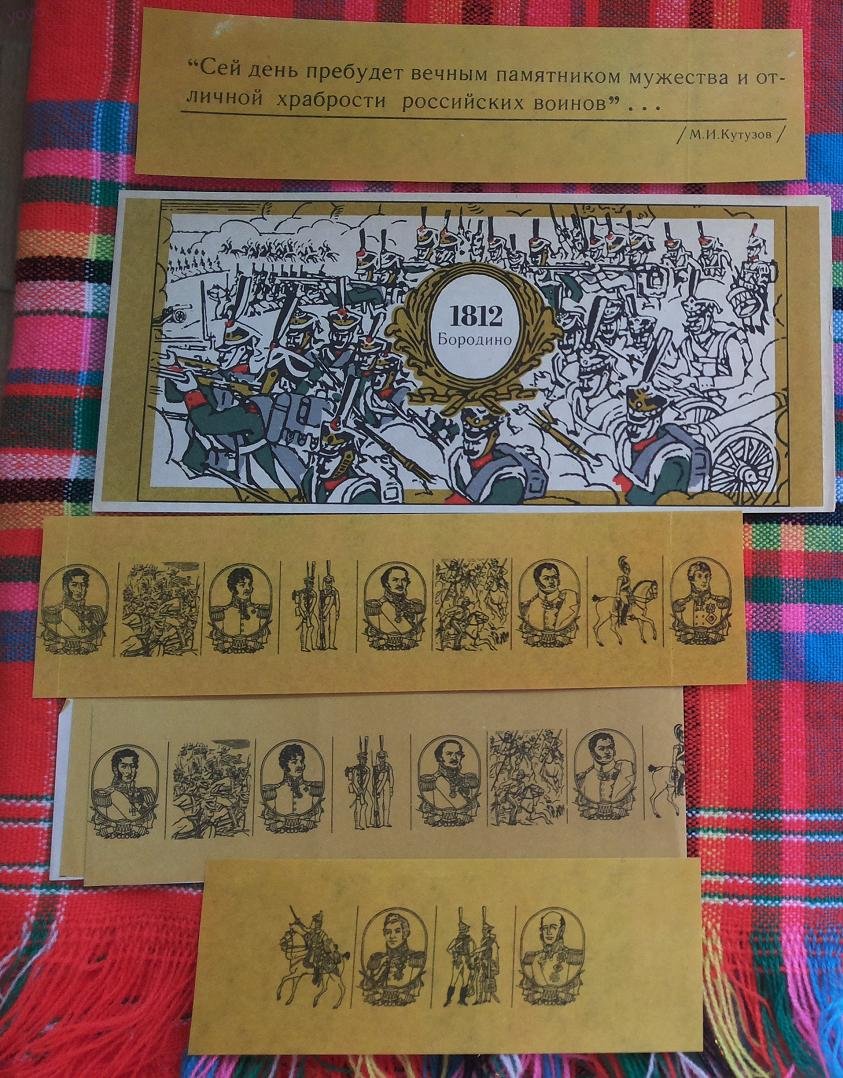 “Сей день пребудет вечным памятником мужества и от-
личной храбрости российских воинов” . . .
/ М.И.Кутузов /
1812
Бородино